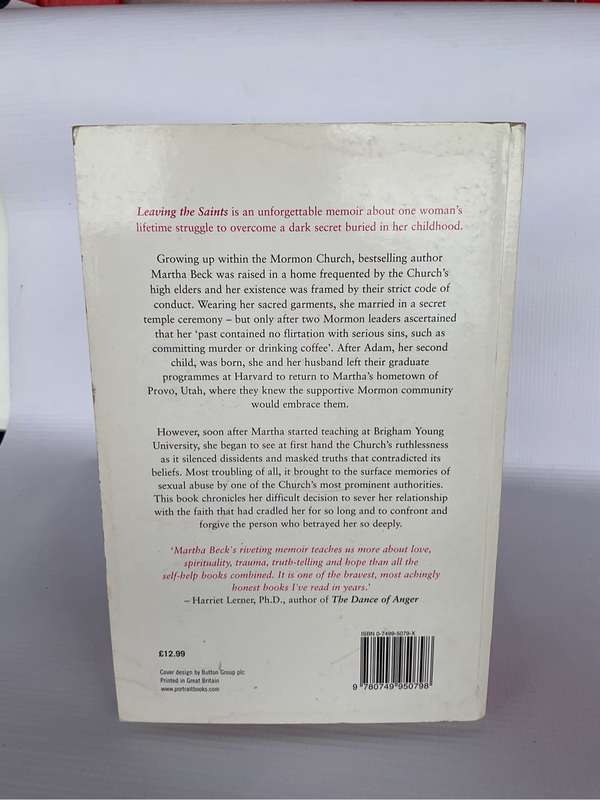 Leaving the Saints is an unforgettable memoir about one woman's
lifetime struggle to overcome a dark secret buried in her childhood.
Growing up within the Mormon Church, bestselling author
Martha Beck was raised in a home frequented by the Church's
high elders and her existence was framed by their strict code of
conduct. Wearing her sacred garments, she married in a secret
temple ceremony – but only after two Mormon leaders ascertained
that her 'past contained no flirtation with serious sins, such as
committing murder or drinking coffee'. After Adam, her second
child, was born, she and her husband left their graduate
programmes at Harvard to return to Martha's hometown of
Provo, Utah, where they knew the supportive Mormon community
would embrace them.
However, soon after Martha started teaching at Brigham Young
University, she began to see at first hand the Church's ruthlessness
as it silenced dissidents and masked truths that contradicted its
beliefs. Most troubling of all, it brought to the surface memories of
sexual abuse by one of the Church's most prominent authorities.
This book chronicles her difficult decision to sever her relationship
with the faith that had cradled her for so long and to confront and
forgive the person who betrayed her so deeply.
'Martha Beck's riveting memoir teaches us more about love,
spirituality, trauma, truth-telling and hope than all the
self-help books combined. It is one of the bravest, most achingly
honest books I've read in years.'
– Harriet Lerner, Ph.D., author of The Dance of Anger
£12.99
Cover design by Button Group plc
Printed in Great Britain
www.portraitbooks.com
ISBN 0-7499-5079-X
9 780749 950798